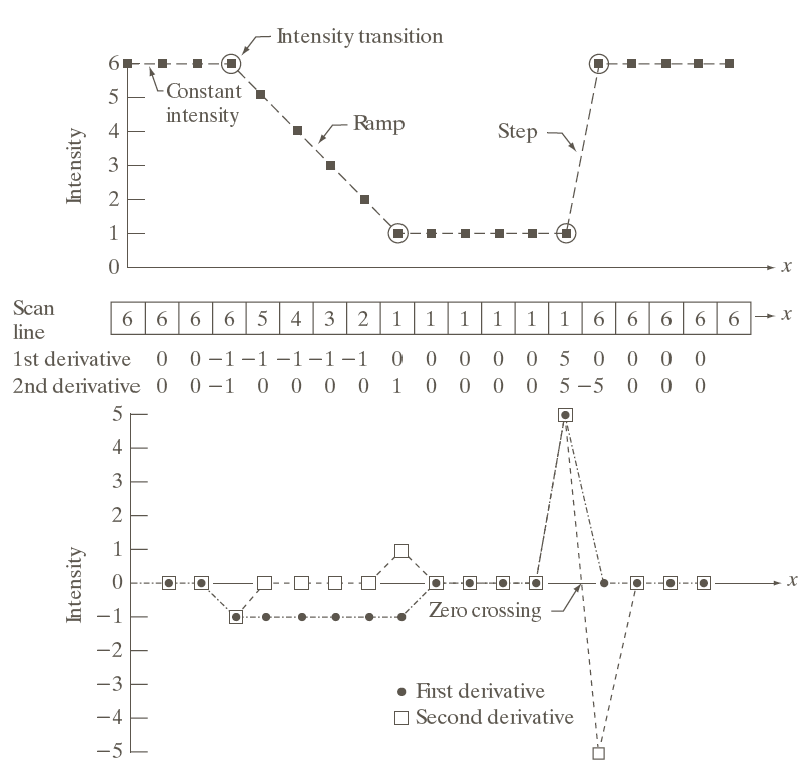 Intensity transition
6
Constant
intensity
5
4
Ramp
Step
3
2
1
0
x
Intensity
Scan
line
6 6 6 6 5 4 3 2 1 1 1 1 1 1 6 6 6 6 6
x
1st derivative 0 0 −1 −1 −1 −1 −1 0 0 0 0 0 5 0 0 0 0
2nd derivative 0 0 −1 0 0 0 0 1 0 0 0 0 5 −5 0 0 0
5
4
3
2
1
0
x
Zero crossing
−1
−2
−3
−4
−5
Intensity
First derivative
Second derivative